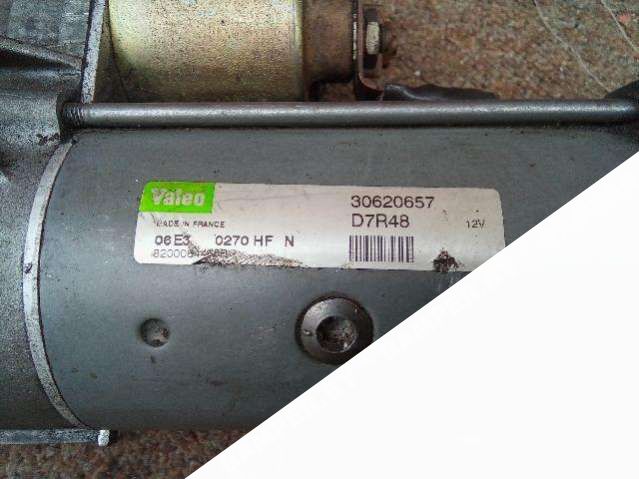 Valeo
30620657
MADE IN FRANCE
D7R48
12V
06E3 0270 HF N